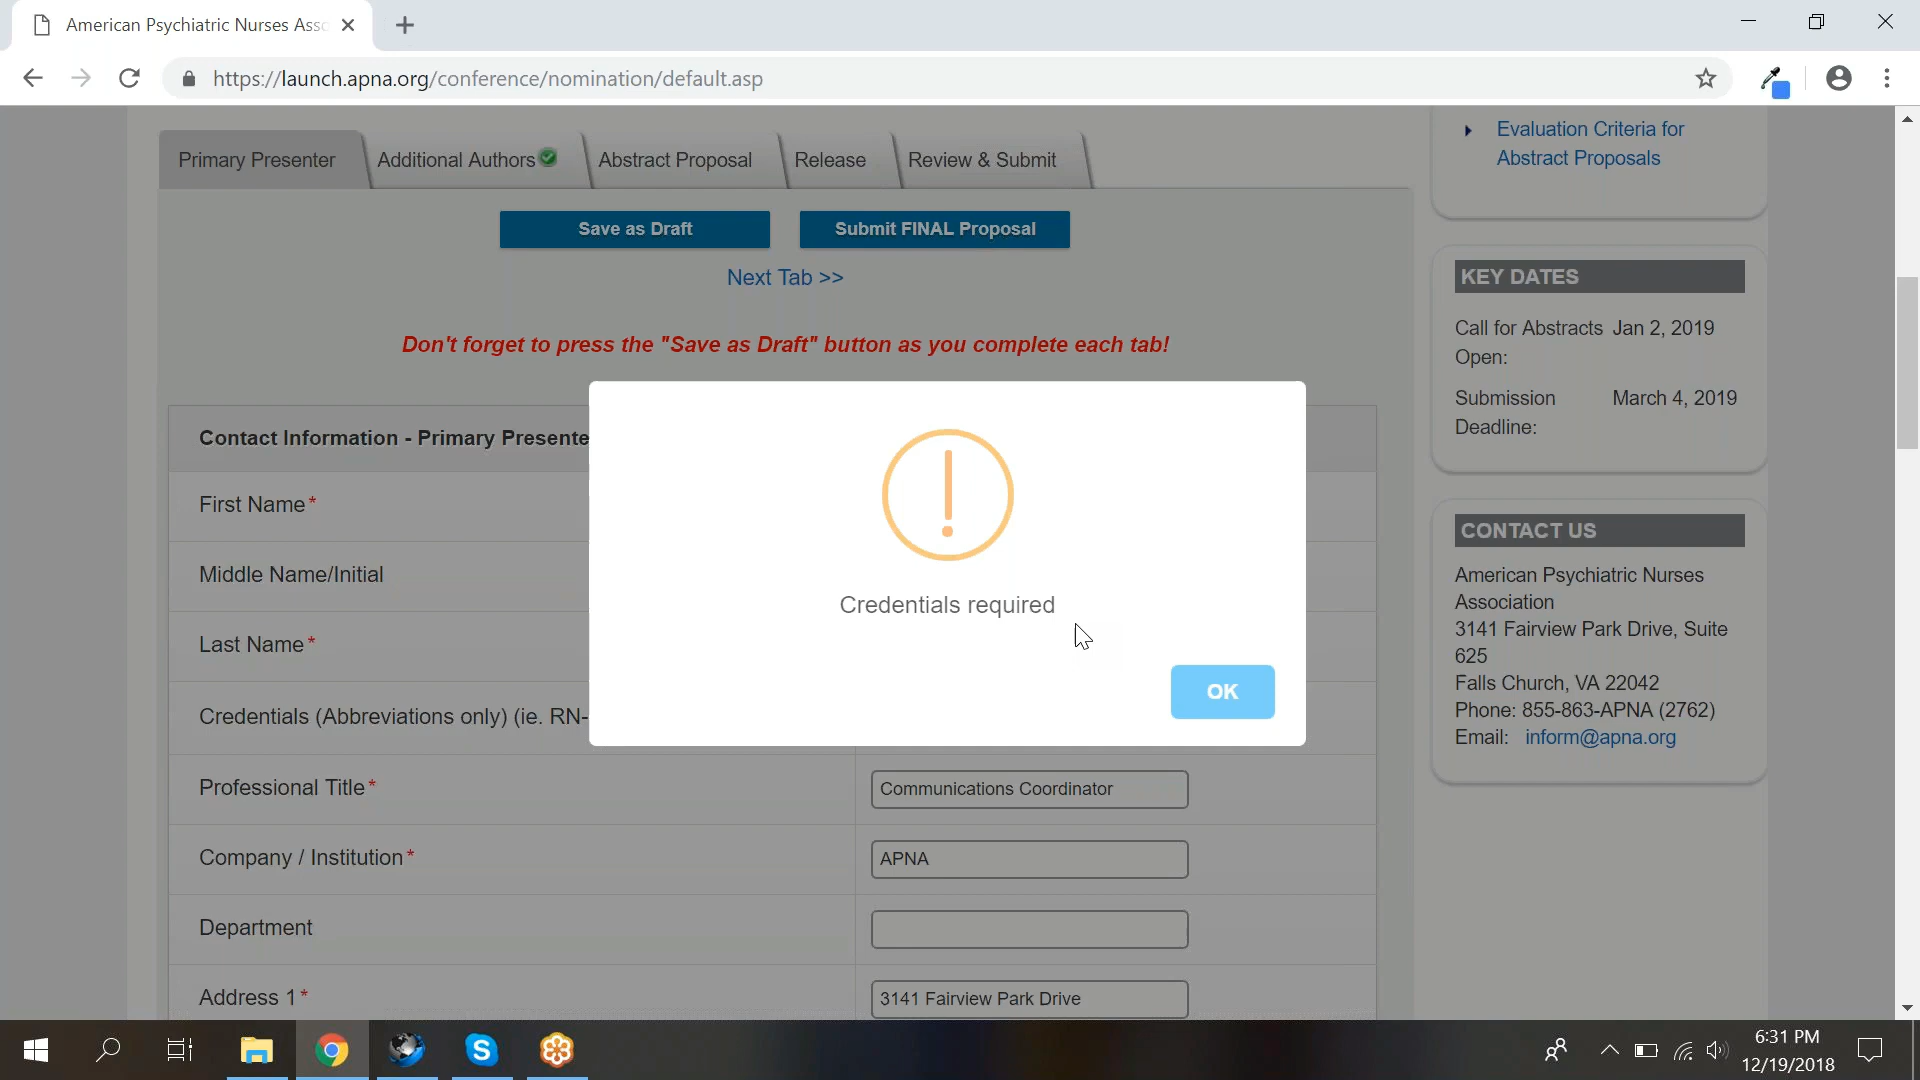 American Psychiatric Nurses Asso
https://launch.apna.org/conference/nomination/default.asp
Primary Presenter
Additional Authors
Abstract Proposal
Release
Review & Submit
Save as Draft
Submit FINAL Proposal
Next Tab >>
Don't forget to press the "Save as Draft" button as you complete each tab!
Contact Information - Primary Presente
First Name*
Middle Name/Initial
Last Name*
Credentials (Abbreviations only) (ie. RN-
Professional Title*
Communications Coordinator
Company / Institution*
APNA
Department
Address 1*
3141 Fairview Park Drive
Credentials required
OK
Evaluation Criteria for
Abstract Proposals
KEY DATES
Call for Abstracts Jan 2, 2019
Open:
Submission March 4, 2019
Deadline:
CONTACT US
American Psychiatric Nurses
Association
3141 Fairview Park Drive, Suite
625
Falls Church, VA 22042
Phone: 855-863-APNA (2762)
Email: inform@apna.org
6:31 PM
12/19/2018